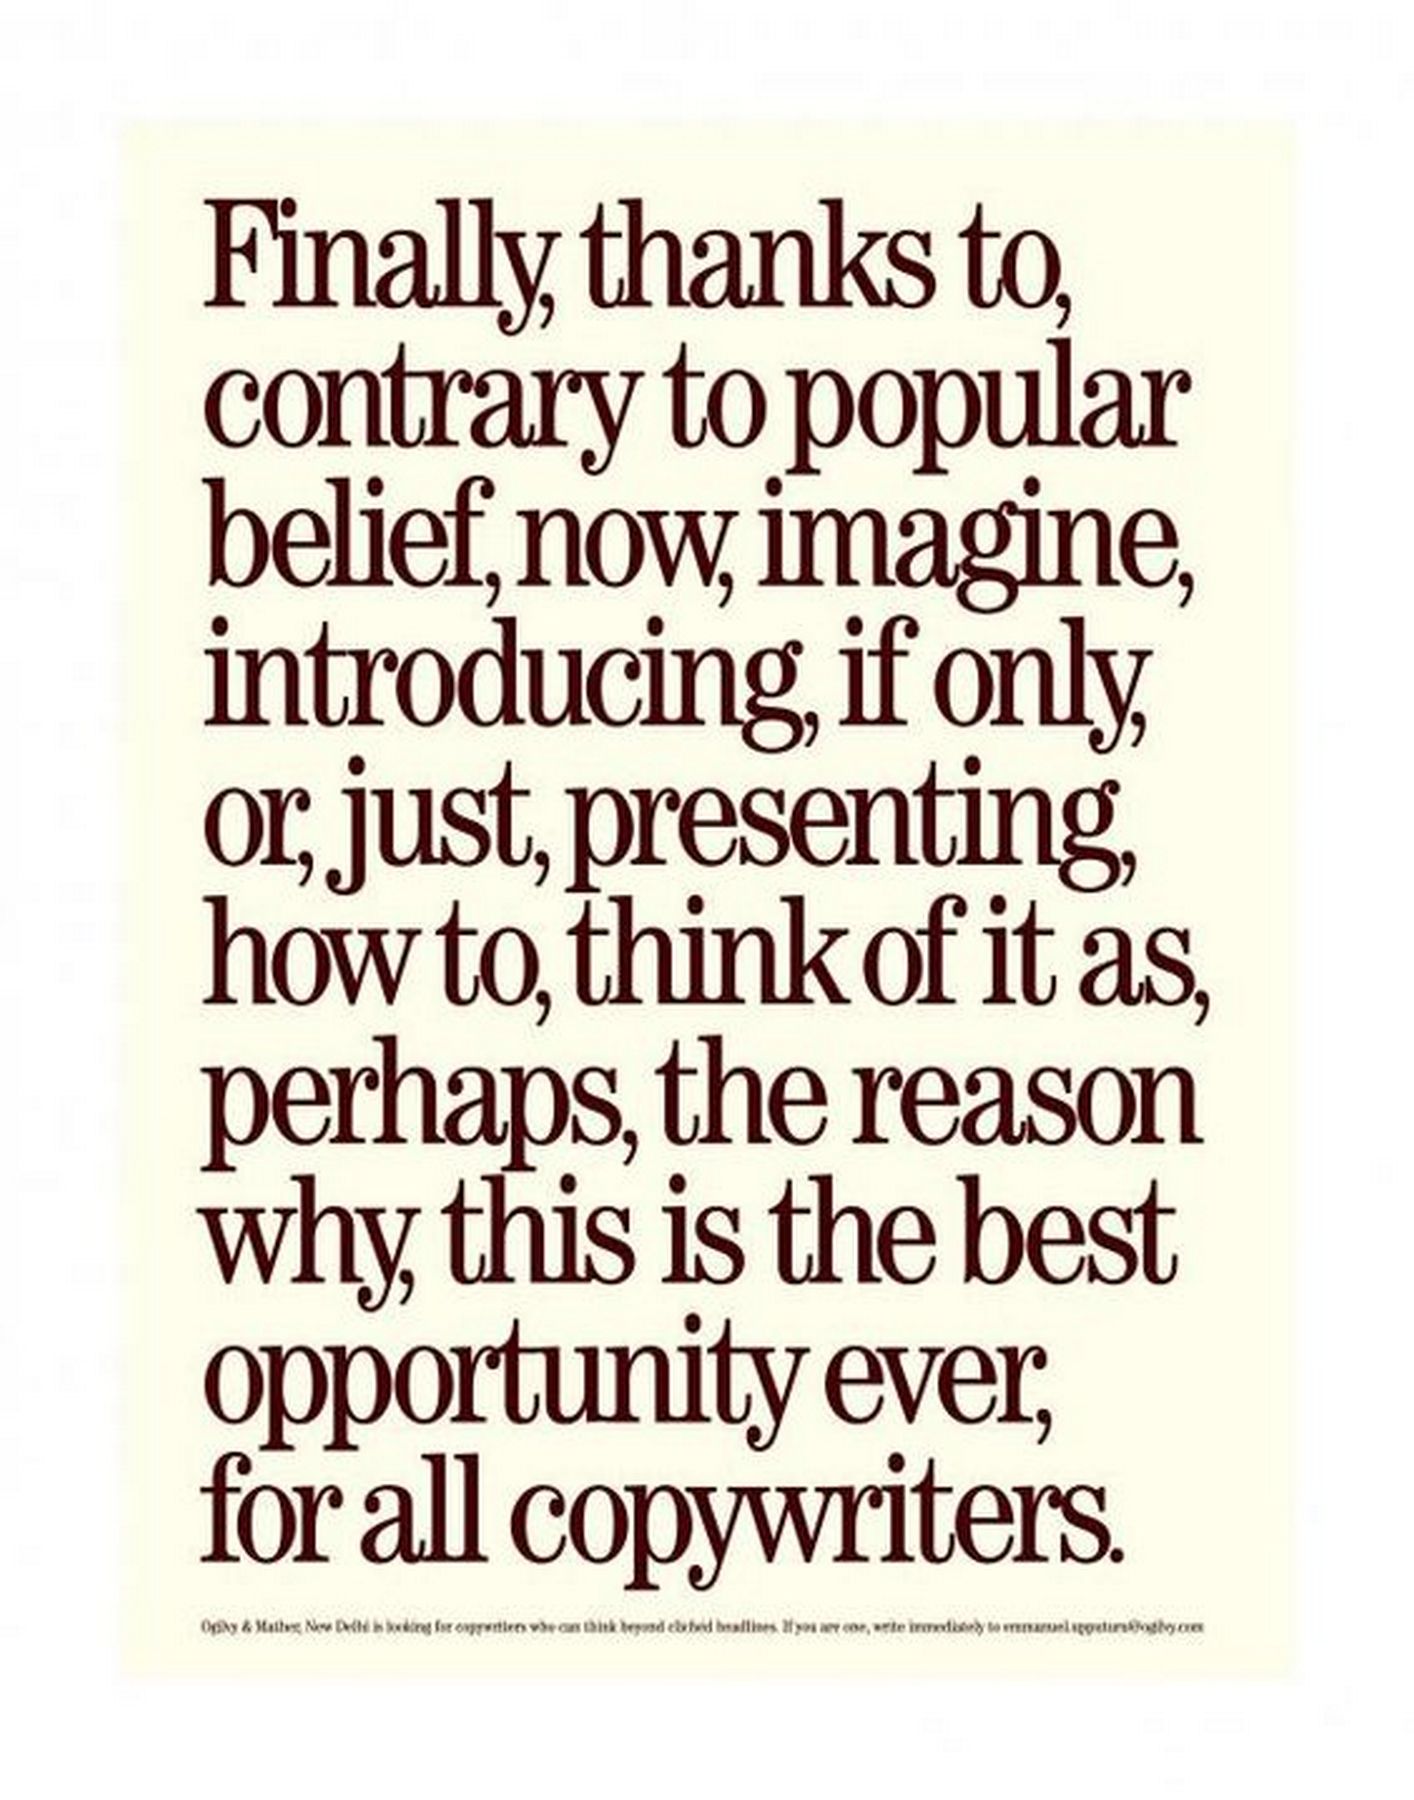 Finally, thanks to,
contrary to popular
belief, now, imagine,
introducing, if only,
or, just, presenting,
how to, think of it as,
perhaps, the reason
why, this is the best
opportunity ever,
for all copywriters.
Ogilvy & Mather, New Delhi is looking for copywriters who can think beyond clichéd headlines. If you are one, write immediately to